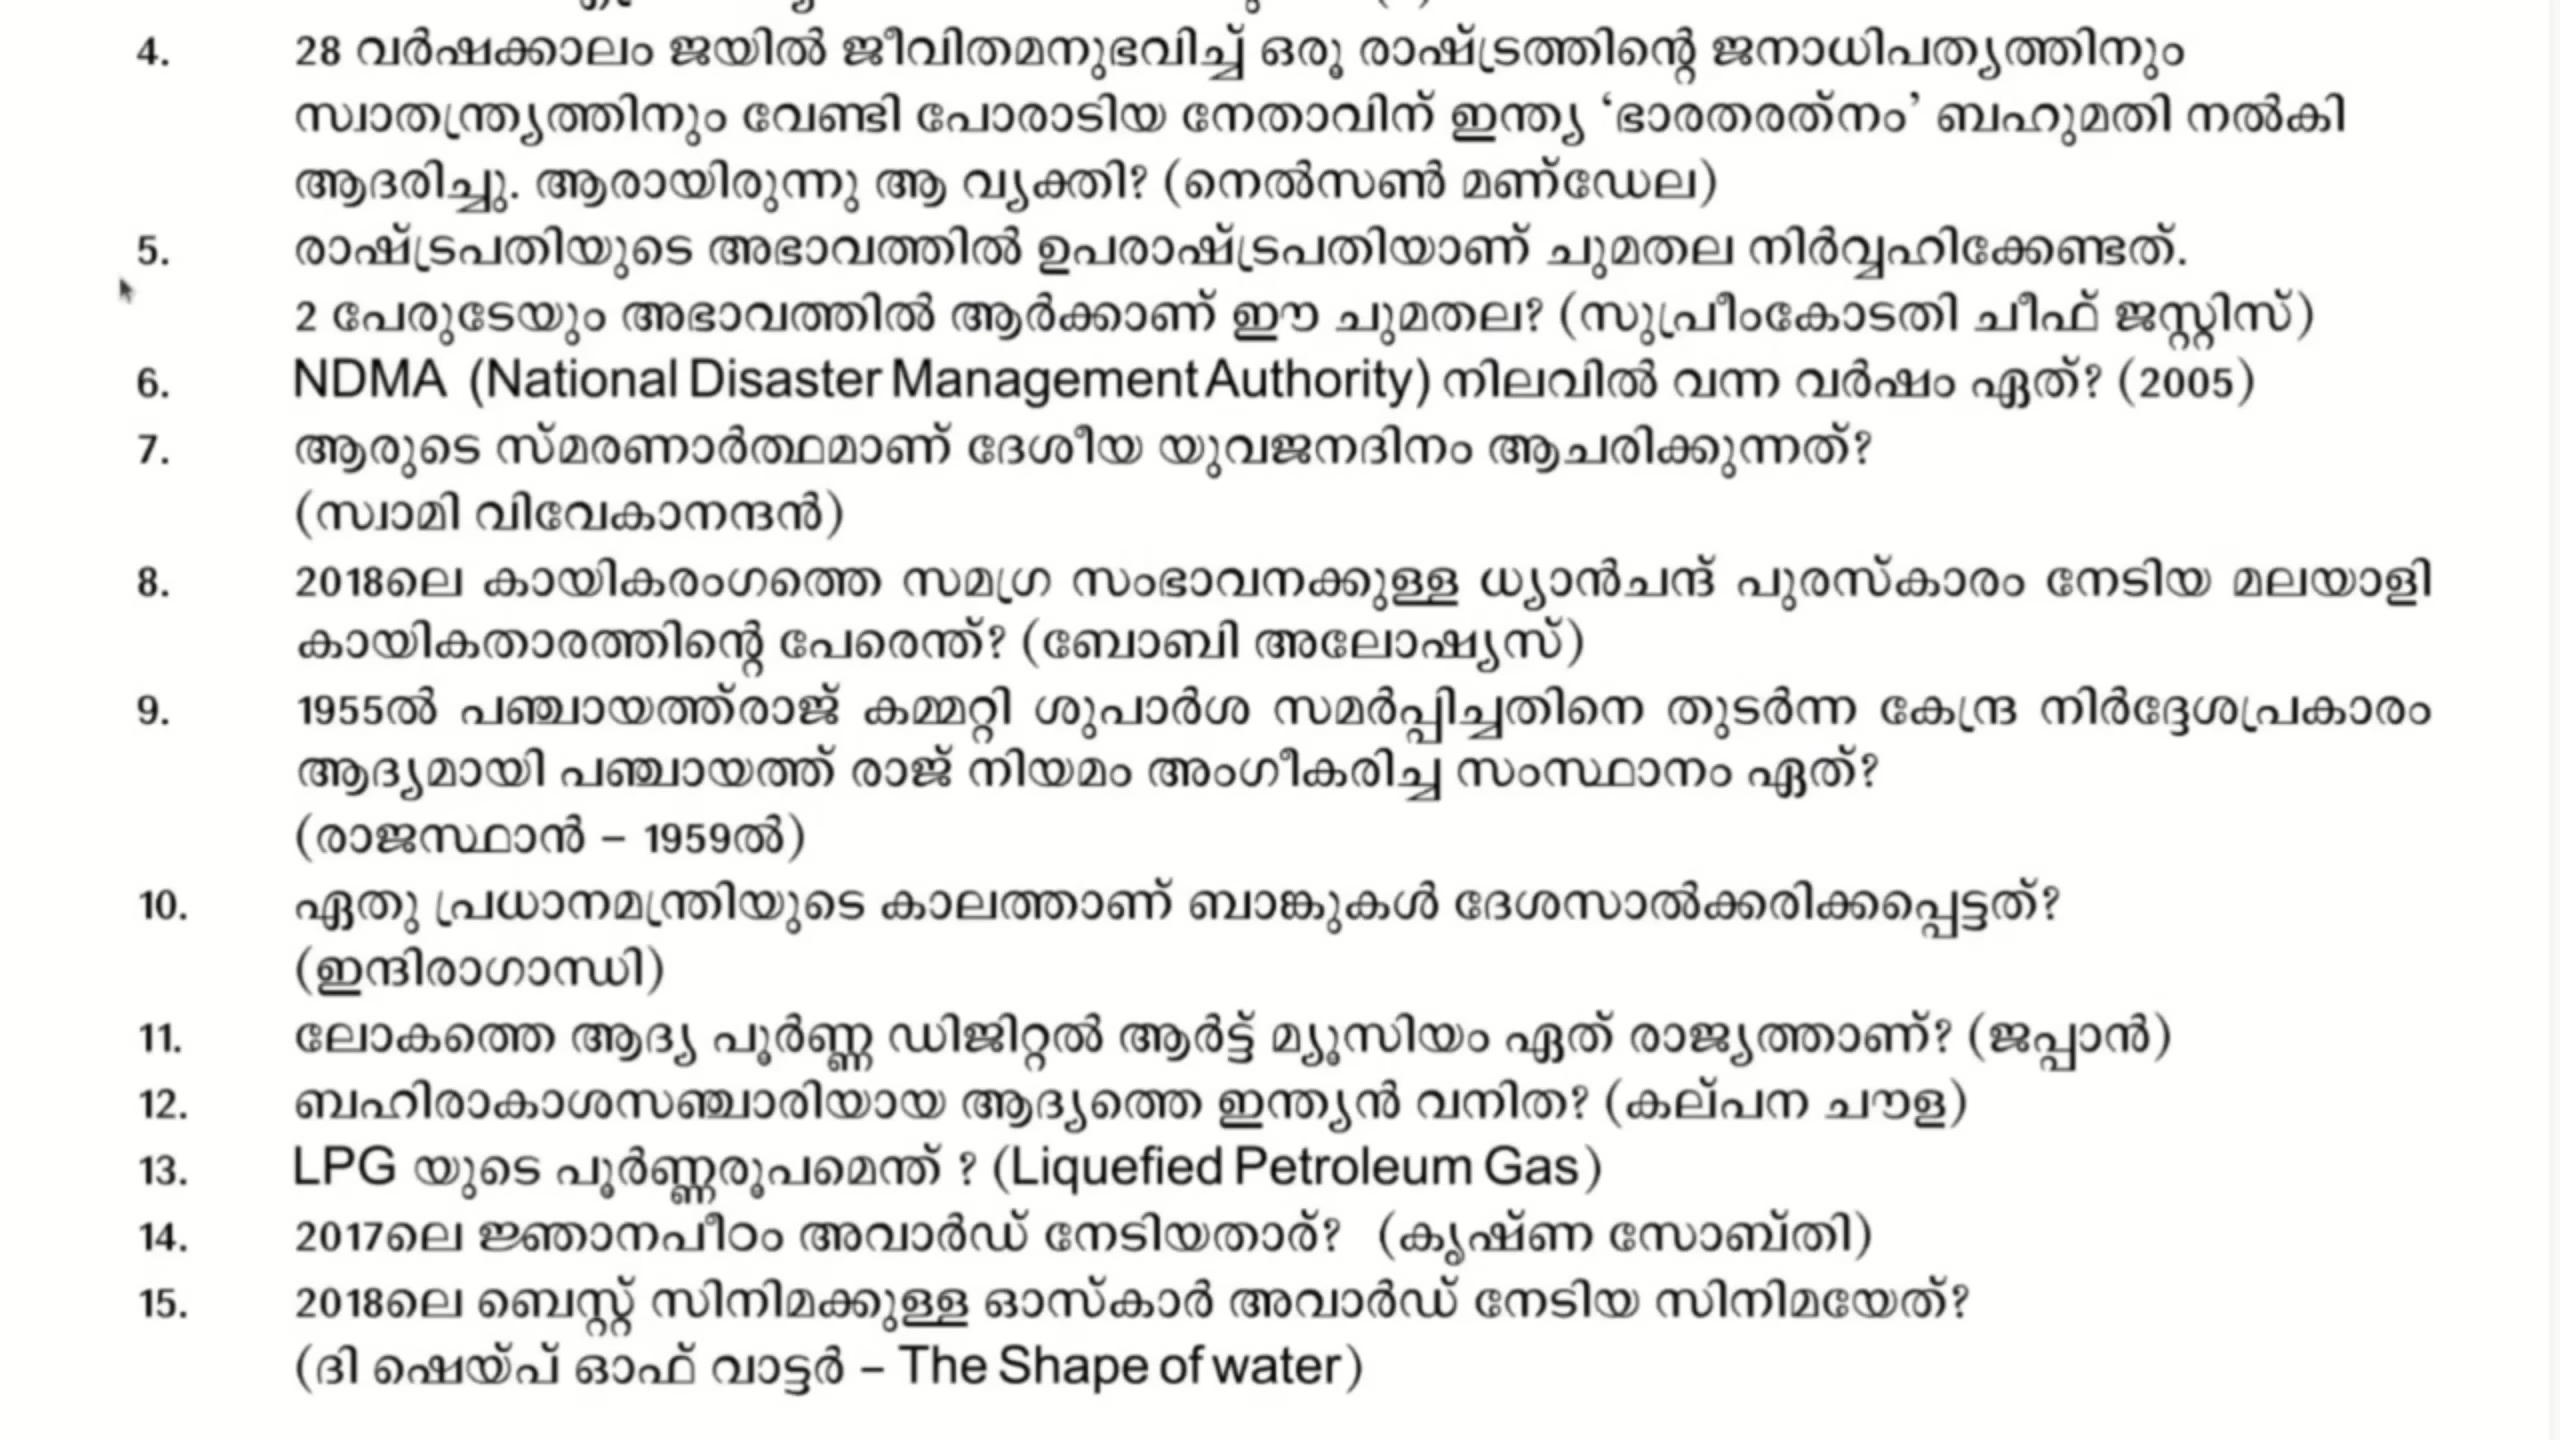 4. 28 വർഷക്കാലം ജയിൽ ജീവിതമനുഭവിച്ച് ഒരു രാഷ്ട്രത്തിന്റെ ജനാധിപത്യത്തിനും
സ്വാതന്ത്ര്യത്തിനും വേണ്ടി പോരാടിയ നേതാവിന് ഇന്ത്യ ‘ഭാരതരത്‌നം’ ബഹുമതി നൽകി
ആദരിച്ചു. ആരായിരുന്നു ആ വ്യക്തി? (നെൽസൺ മണ്ഡേല)
5. രാഷ്ട്രപതിയുടെ അഭാവത്തിൽ ഉപരാഷ്ട്രപതിയാണ് ചുമതല നിർവ്വഹിക്കേണ്ടത്.
2 പേരുടേയും അഭാവത്തിൽ ആർക്കാണ് ഈ ചുമതല? (സുപ്രീംകോടതി ചീഫ് ജസ്റ്റിസ്)
6. NDMA (National Disaster Management Authority) നിലവിൽ വന്ന വർഷം ഏത്? (2005)
7. ആരുടെ സ്മരണാർത്ഥമാണ് ദേശീയ യുവജനദിനം ആചരിക്കുന്നത്?
(സ്വാമി വിവേകാനന്ദൻ)
8. 2018ലെ കായികരംഗത്തെ സമഗ്ര സംഭാവനക്കുള്ള ധ്യാൻചന്ദ് പുരസ്കാരം നേടിയ മലയാളി
കായികതാരത്തിന്റെ പേരെന്ത്? (ബോബി അലോഷ്യസ്)
9. 1955ൽ പഞ്ചായത്ത്‌രാജ് കമ്മറ്റി ശുപാർശ സമർപ്പിച്ചതിനെ തുടർന്ന കേന്ദ്ര നിർദ്ദേശപ്രകാരം
ആദ്യമായി പഞ്ചായത്ത് രാജ് നിയമം അംഗീകരിച്ച സംസ്ഥാനം ഏത്?
(രാജസ്ഥാൻ – 1959ൽ)
10. ഏതു പ്രധാനമന്ത്രിയുടെ കാലത്താണ് ബാങ്കുകൾ ദേശസാൽക്കരിക്കപ്പെട്ടത്?
(ഇന്ദിരാഗാന്ധി)
11. ലോകത്തെ ആദ്യ പൂർണ്ണ ഡിജിറ്റൽ ആർട്ട് മ്യൂസിയം ഏത് രാജ്യത്താണ്? (ജപ്പാൻ)
12. ബഹിരാകാശസഞ്ചാരിയായ ആദ്യത്തെ ഇന്ത്യൻ വനിത? (കല്പന ചൗള)
13. LPG യുടെ പൂർണ്ണരൂപമെന്ത് ? (Liquefied Petroleum Gas)
14. 2017ലെ ജ്ഞാനപീഠം അവാർഡ് നേടിയതാര്? (കൃഷ്ണ സോബ്തി)
15. 2018ലെ ബെസ്റ്റ് സിനിമക്കുള്ള ഓസ്കാർ അവാർഡ് നേടിയ സിനിമയേത്?
(ദി ഷെയ്പ് ഓഫ് വാട്ടർ – The Shape of water)